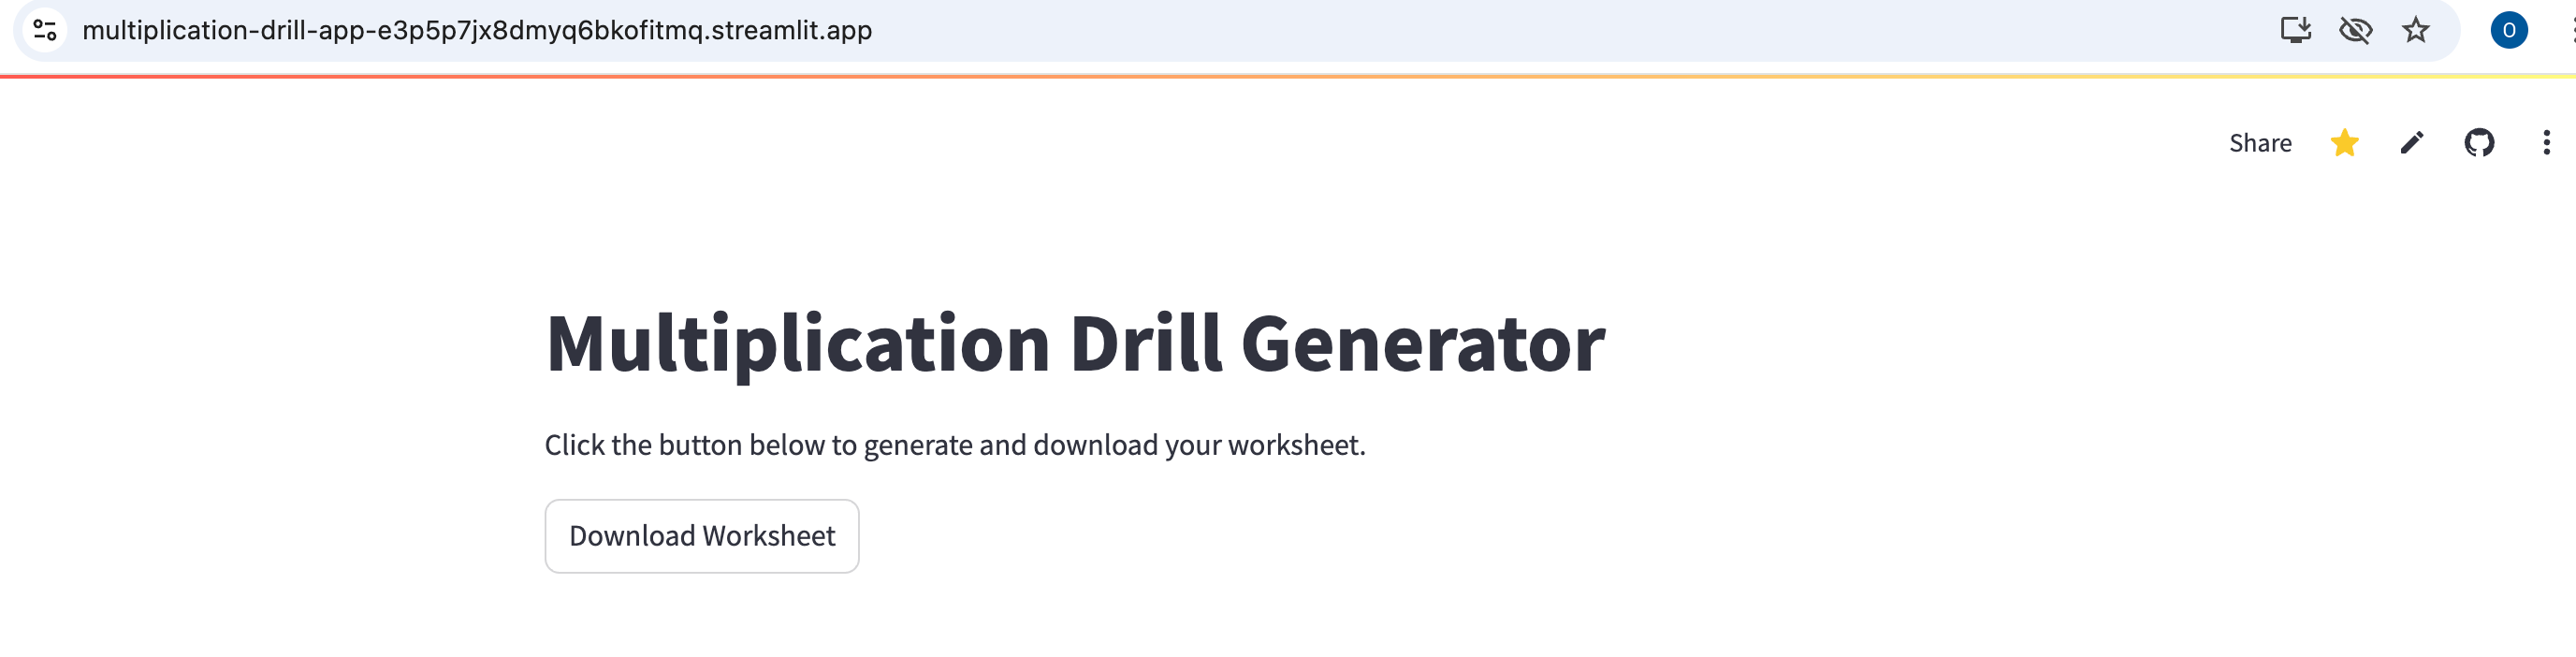 multiplication-drill-app-e3p5p7jx8dmyq6bkofitmq.streamlit.app
O
Share
Multiplication Drill Generator
Click the button below to generate and download your worksheet.
Download Worksheet